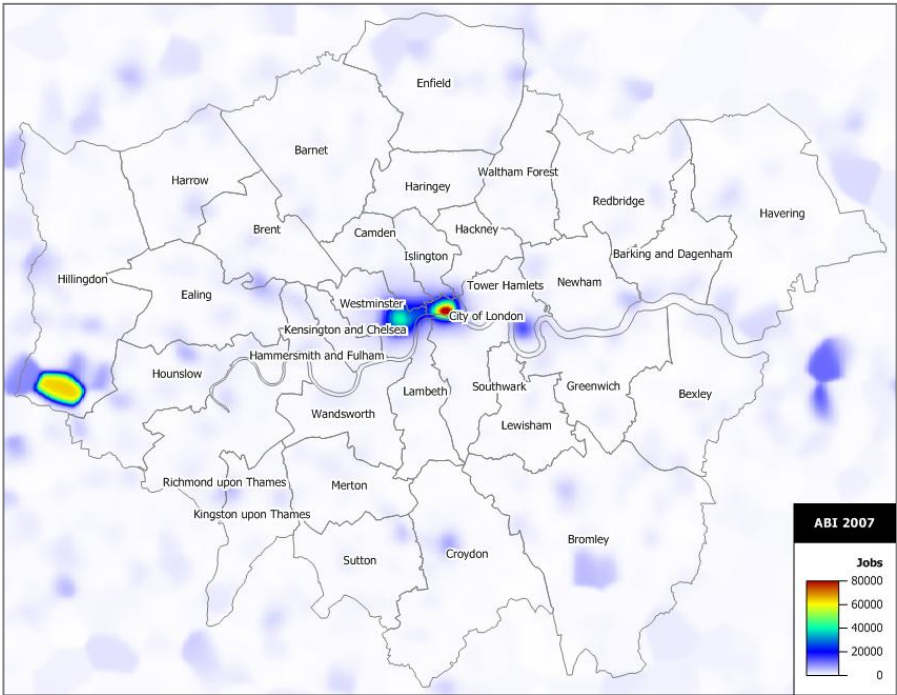 Enfield
Barnet
Harrow
Haringey
Waltham Forest
Redbridge
Havering
Brent
Camden
Hackney
Islington
Barking and Dagenham
Hillingdon
Ealing
Tower Hamlets
Newham
Westminster
City of London
Kensington and Chelsea
Hammersmith and Fulham
Hounslow
Lambeth
Southwark
Greenwich
Bexley
Wandsworth
Lewisham
Richmond upon Thames
Merton
Kingston upon Thames
Sutton
Croydon
Bromley
ABI 2007
Jobs
80000
60000
40000
20000
0